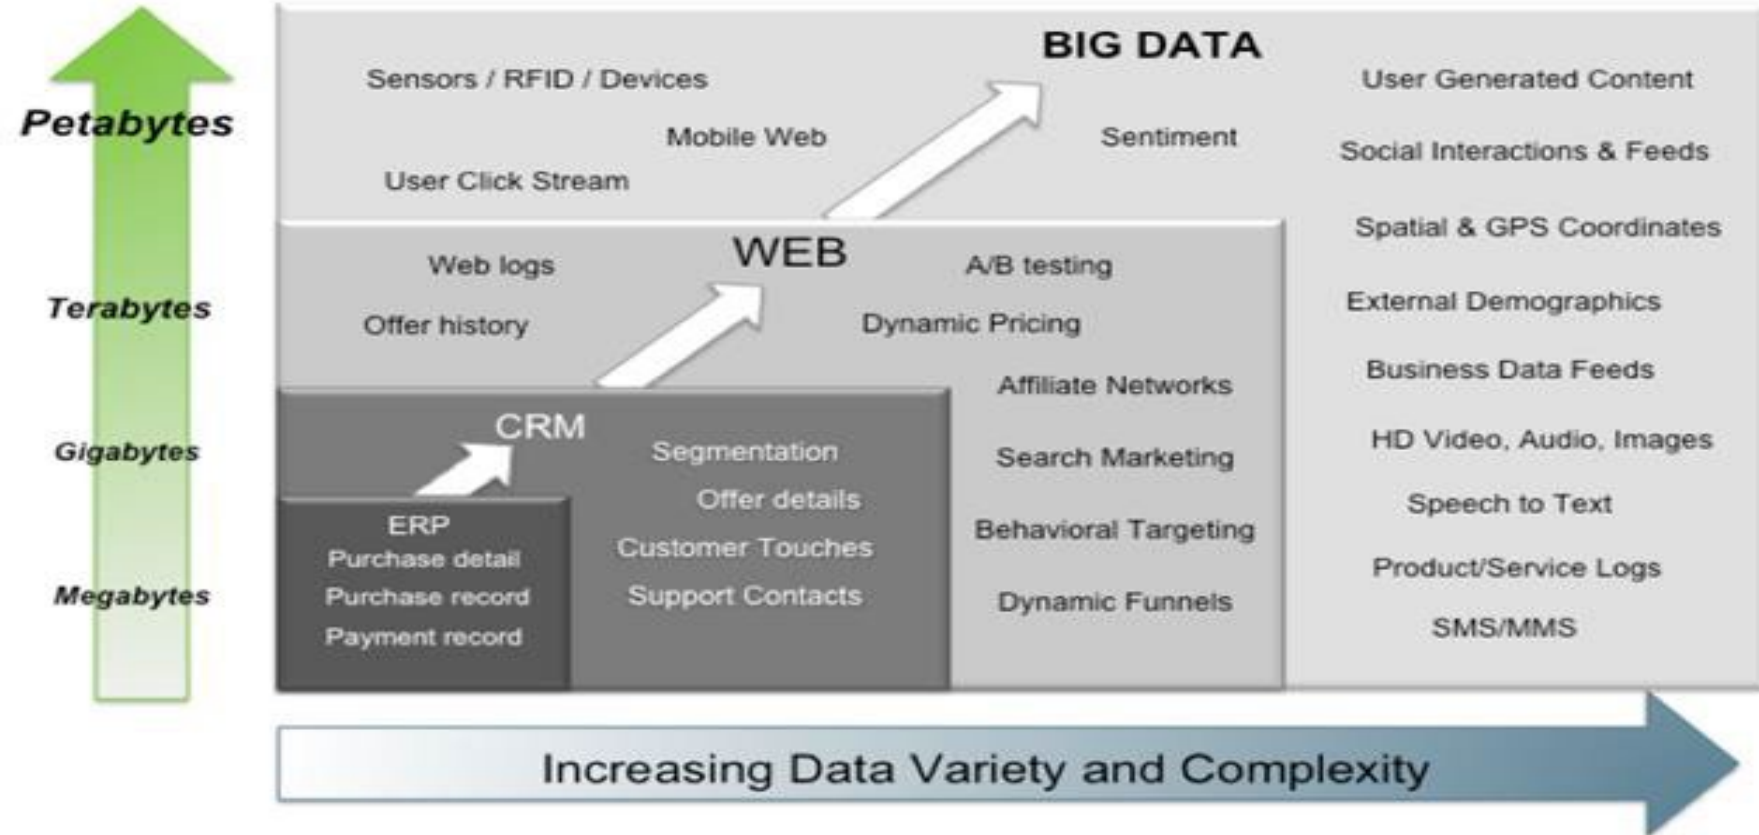 Petabytes
Terabytes
Gigabytes
Megabytes
BIG DATA
Sensors / RFID / Devices
Mobile Web
User Click Stream
Sentiment
User Generated Content
Social Interactions & Feeds
Spatial & GPS Coordinates
External Demographics
Business Data Feeds
HD Video, Audio, Images
Speech to Text
Product/Service Logs
SMS/MMS
WEB
Web logs
Offer history
A/B testing
Dynamic Pricing
Affiliate Networks
Search Marketing
Behavioral Targeting
Dynamic Funnels
CRM
Segmentation
Offer details
Customer Touches
Support Contacts
ERP
Purchase detail
Purchase record
Payment record
Increasing Data Variety and Complexity